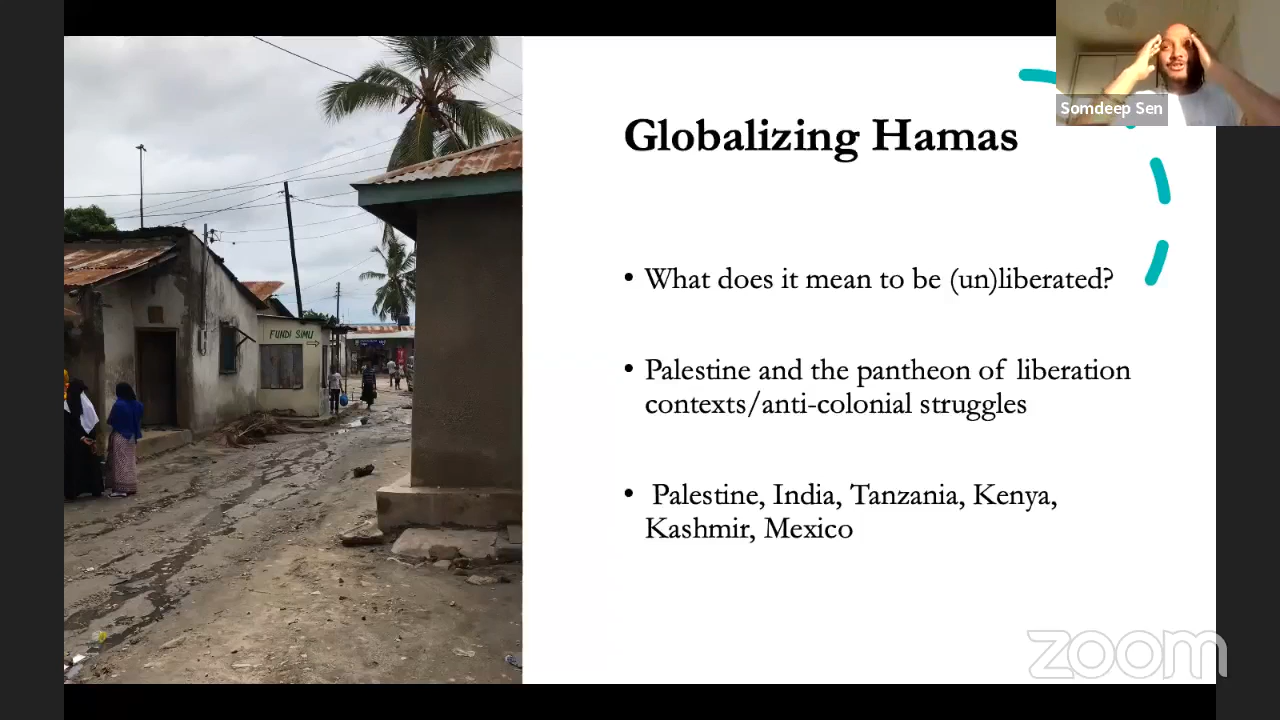 Somdeep Sen
Globalizing Hamas
• What does it mean to be (un)liberated?
• Palestine and the pantheon of liberation
contexts/anti-colonial struggles
• Palestine, India, Tanzania, Kenya,
Kashmir, Mexico
FUNDI SIMU
zoom